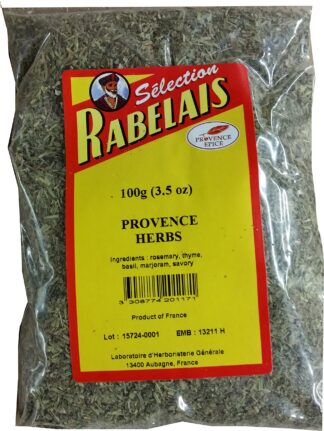 Sélection
RABELAIS
PROVENCE
EPICE
100g (3.5 oz)
PROVENCE
HERBS
Ingredients : rosemary, thyme,
basil, marjoram, savory
3 308774 201171
Product of France
Lot : 15724-0001 EMB : 13211 H
Laboratoire d'Herboristerie Générale
13400 Aubagne, France